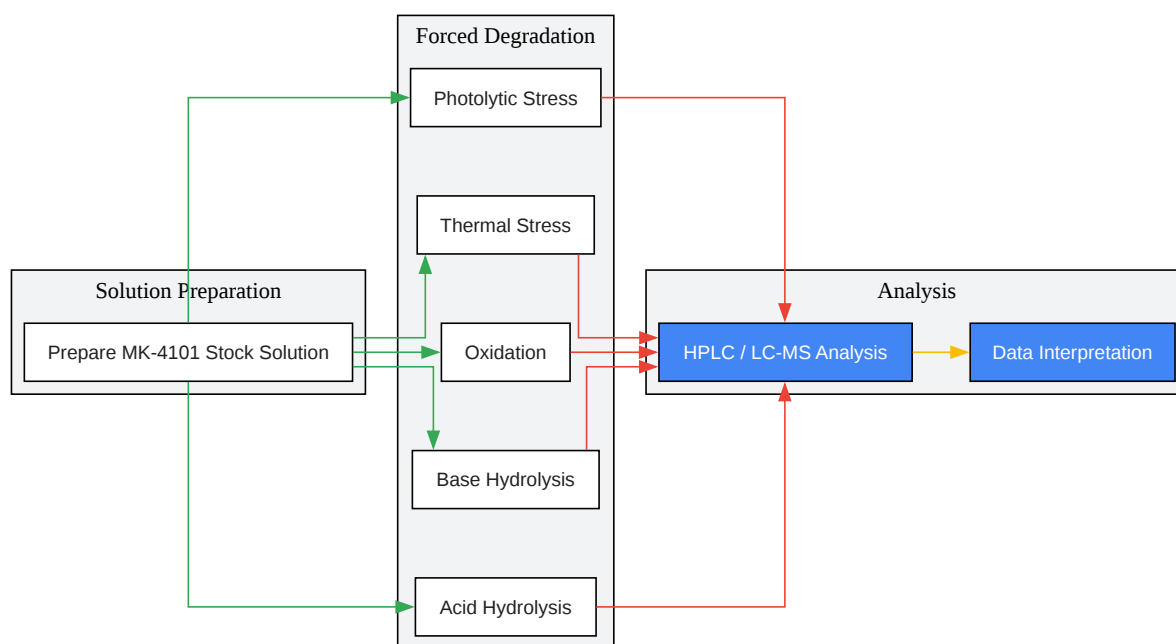 Forced Degradation
Photolytic Stress
Thermal Stress
Solution Preparation
Analysis
Prepare MK-4101 Stock Solution
Oxidation
HPLC / LC-MS Analysis
Data Interpretation
Base Hydrolysis
Acid Hydrolysis